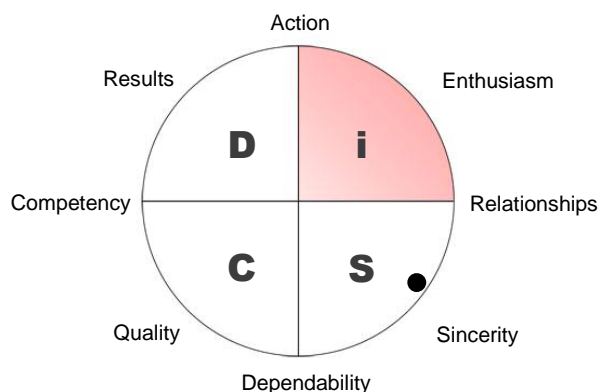 Action
Results
Enthusiasm
D
i
Competency
Relationships
C
S
Quality
Sincerity
Dependability